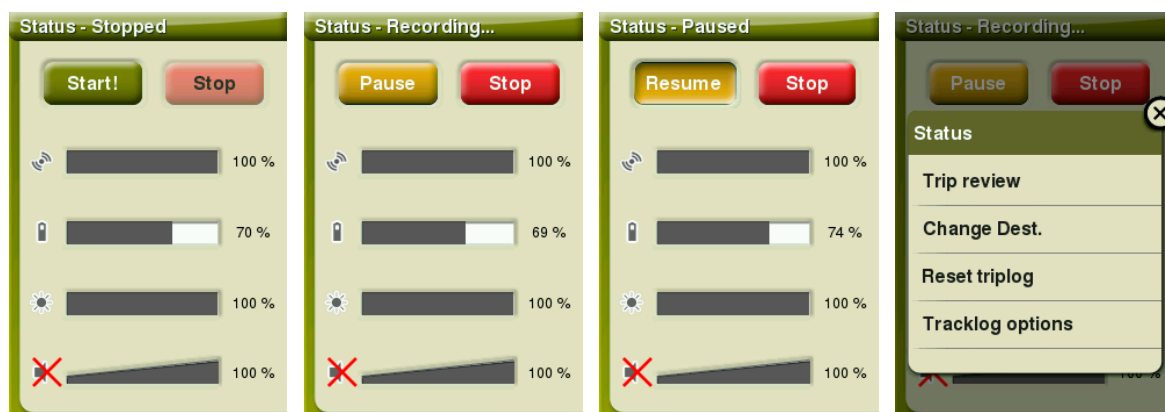 Status - Stopped
Start!
Stop
100 %
70 %
100 %
100 %
Status - Recording...
Pause
Stop
100 %
69 %
100 %
100 %
Status - Paused
Resume
Stop
100 %
74 %
100 %
100 %
Status - Recording...
Pause
Stop
Status
Trip review
Change Dest.
Reset triplog
Tracklog options
100 %